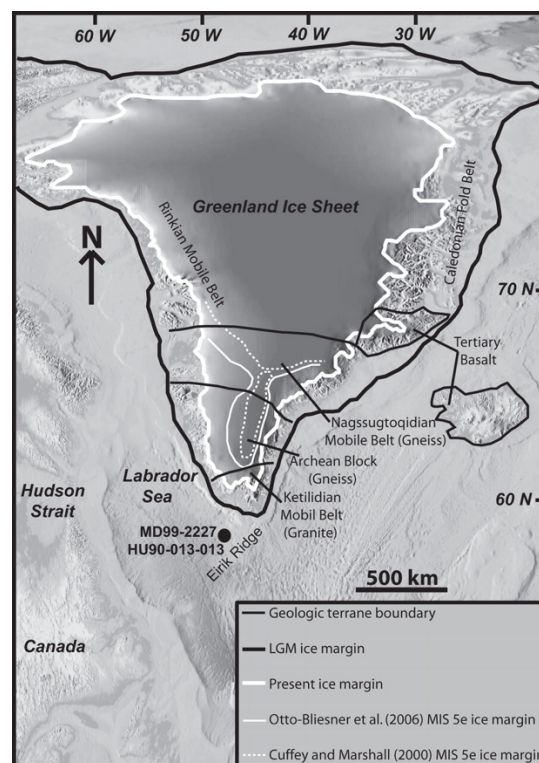 60 W
50 W
40 W
30 W
Greenland Ice Sheet
Caledonian Fold Belt
Rinkian Mobile Belt
N
70 N
Tertiary
Basalt
Nagssugtoqidian
Mobile Belt (Gneiss)
Archean Block
(Gneiss)
Labrador
Sea
Ketilidian
Mobil Belt
(Granite)
Hudson
Strait
60 N
MD99-2227
HU90-013-013
Eirik Ridge
500 km
Geologic terrane boundary
Canada
LGM ice margin
Present ice margin
Otto-Bliesner et al. (2006) MIS 5e ice margin
Cuffey and Marshall (2000) MIS 5e ice margin